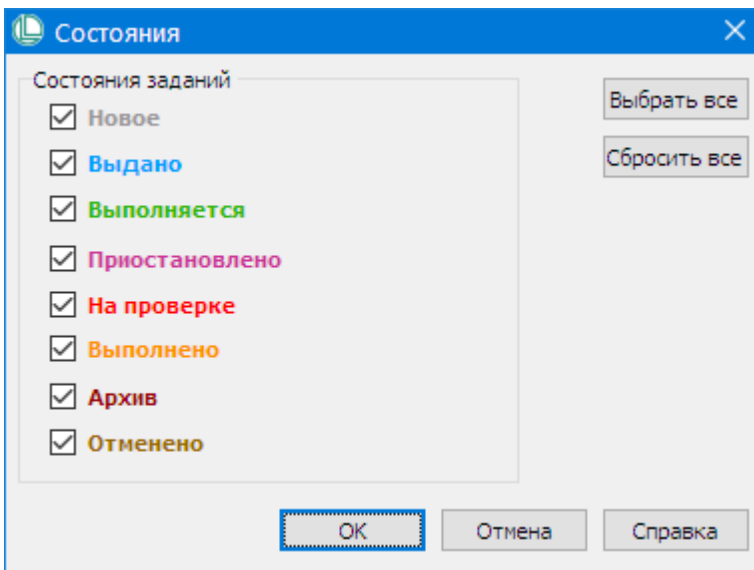 Состояния
Состояния заданий
Новое
Выдано
Выполняется
Приостановлено
На проверке
Выполнено
Архив
Отменено
Выбрать все
Сбросить все
OK
Отмена
Справка